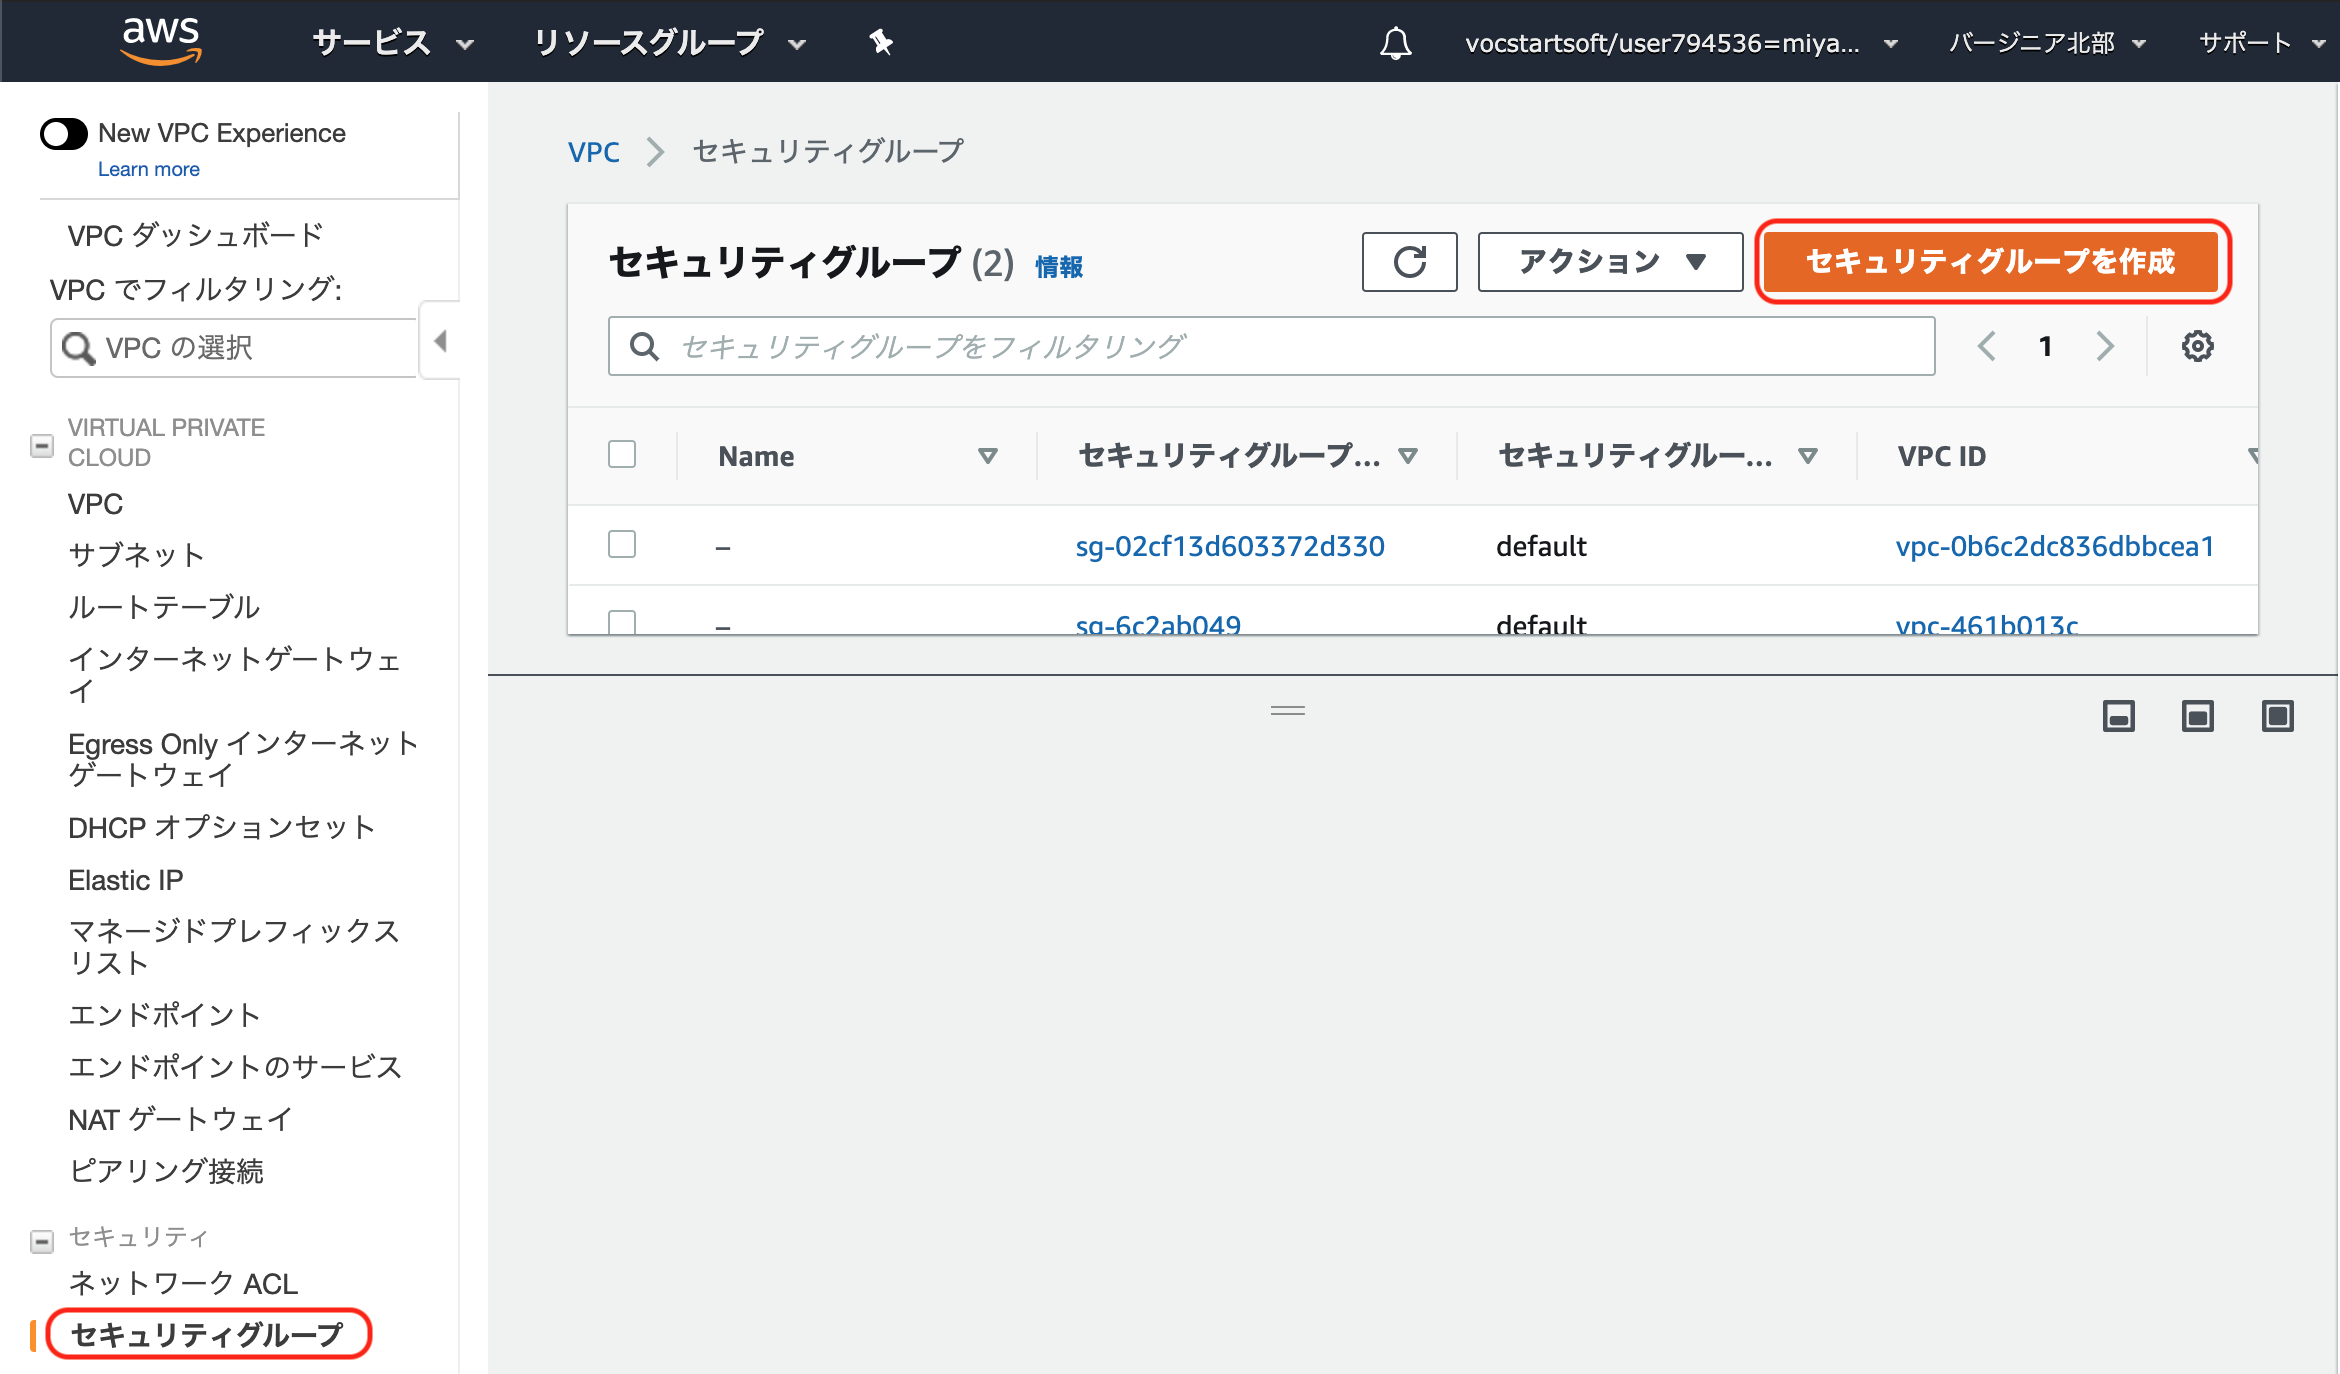 aws
サービス
リソースグループ
vocstartsoft/user794536=miya...
バージニア北部
サポート
New VPC Experience
Learn more
VPC ダッシュボード
VPC でフィルタリング:
VPC の選択
VIRTUAL PRIVATE
CLOUD
VPC
サブネット
ルートテーブル
インターネットゲートウェ
イ
Egress Only インターネット
ゲートウェイ
DHCP オプションセット
Elastic IP
マネージドプレフィックス
リスト
エンドポイント
エンドポイントのサービス
NAT ゲートウェイ
ピアリング接続
セキュリティ
ネットワーク ACL
セキュリティグループ
VPC
セキュリティグループ
セキュリティグループ (2) 情報
アクション
セキュリティグループを作成
セキュリティグループをフィルタリング
1
Name セキュリティグループ... セキュリティグルー... VPC ID
– sg-02cf13d603372d330 default vpc-0b6c2dc836dbbcea1
– sg-6c2ab049 default vpc-461b013c